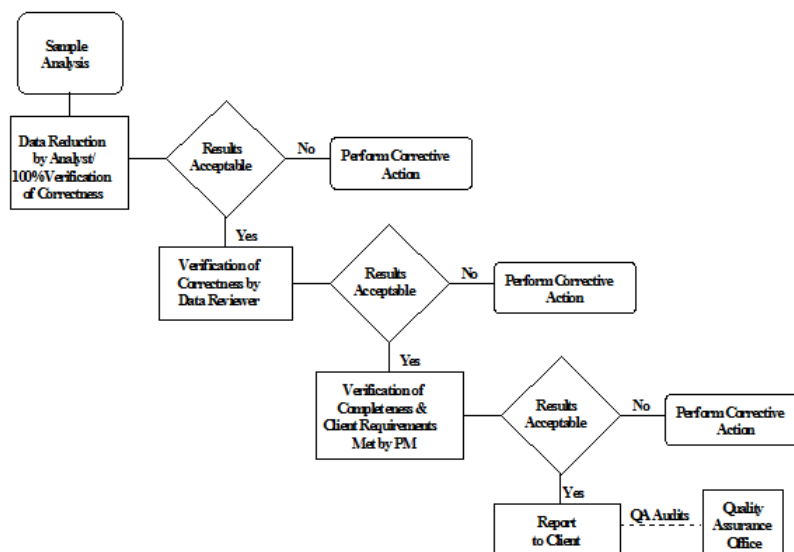 Sample
Analysis
Data Reduction
by Analyst/
100%Verification
of Correctness
Results
Acceptable
No
Perform Corrective
Action
Yes
Verification of
Correctness by
Data Reviewer
Results
Acceptable
No
Perform Corrective
Action
Yes
Verification of
Completeness &
Client Requirements
Met by PM
Results
Acceptable
No
Perform Corrective
Action
Yes
Report
to Client
QA Audits
Quality
Assurance
Office